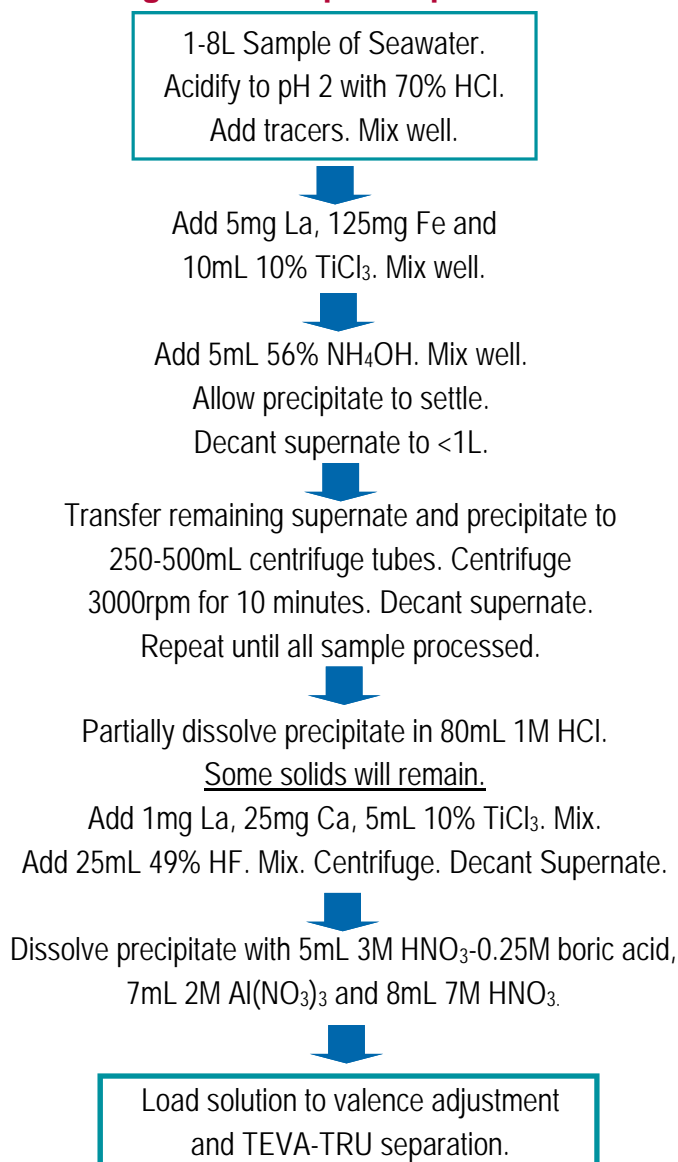 1-8L Sample of Seawater.
Acidify to pH 2 with 70% HCl.
Add tracers. Mix well.
Add 5mg La, 125mg Fe and
10mL 10% TiCl₃. Mix well.
Add 5mL 56% NH₄OH. Mix well.
Allow precipitate to settle.
Decant supernate to <1L.
Transfer remaining supernate and precipitate to
250-500mL centrifuge tubes. Centrifuge
3000rpm for 10 minutes. Decant supernate.
Repeat until all sample processed.
Partially dissolve precipitate in 80mL 1M HCl.
Some solids will remain.
Add 1mg La, 25mg Ca, 5mL 10% TiCl₃. Mix.
Add 25mL 49% HF. Mix. Centrifuge. Decant Supernate.
Dissolve precipitate with 5mL 3M HNO₃-0.25M boric acid,
7mL 2M Al(NO₃)₃ and 8mL 7M HNO₃.
Load solution to valence adjustment
and TEVA-TRU separation.